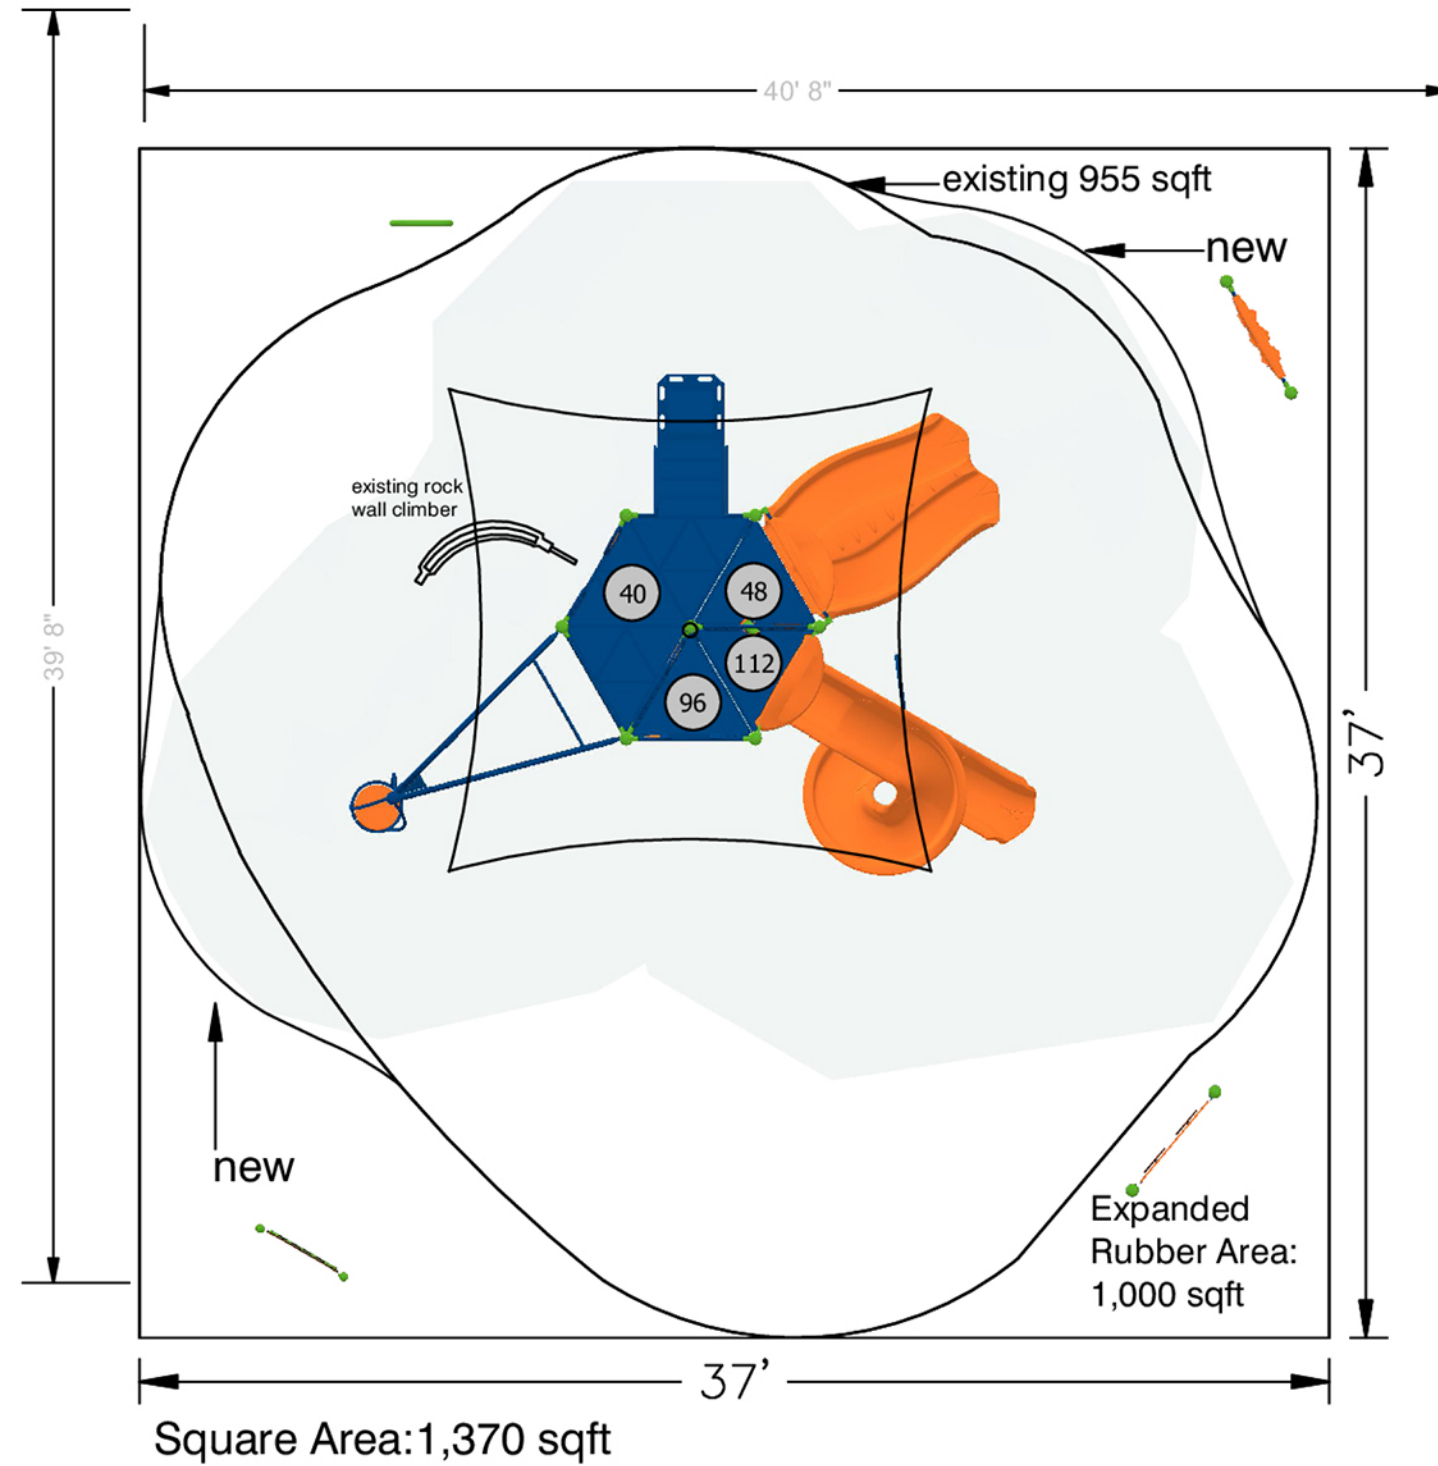 40' 8"
existing 955 sqft
new
existing rock
wall climber
40
48
112
96
39' 8"
37’
new
Expanded
Rubber Area:
1,000 sqft
37’
Square Area:1,370 sqft